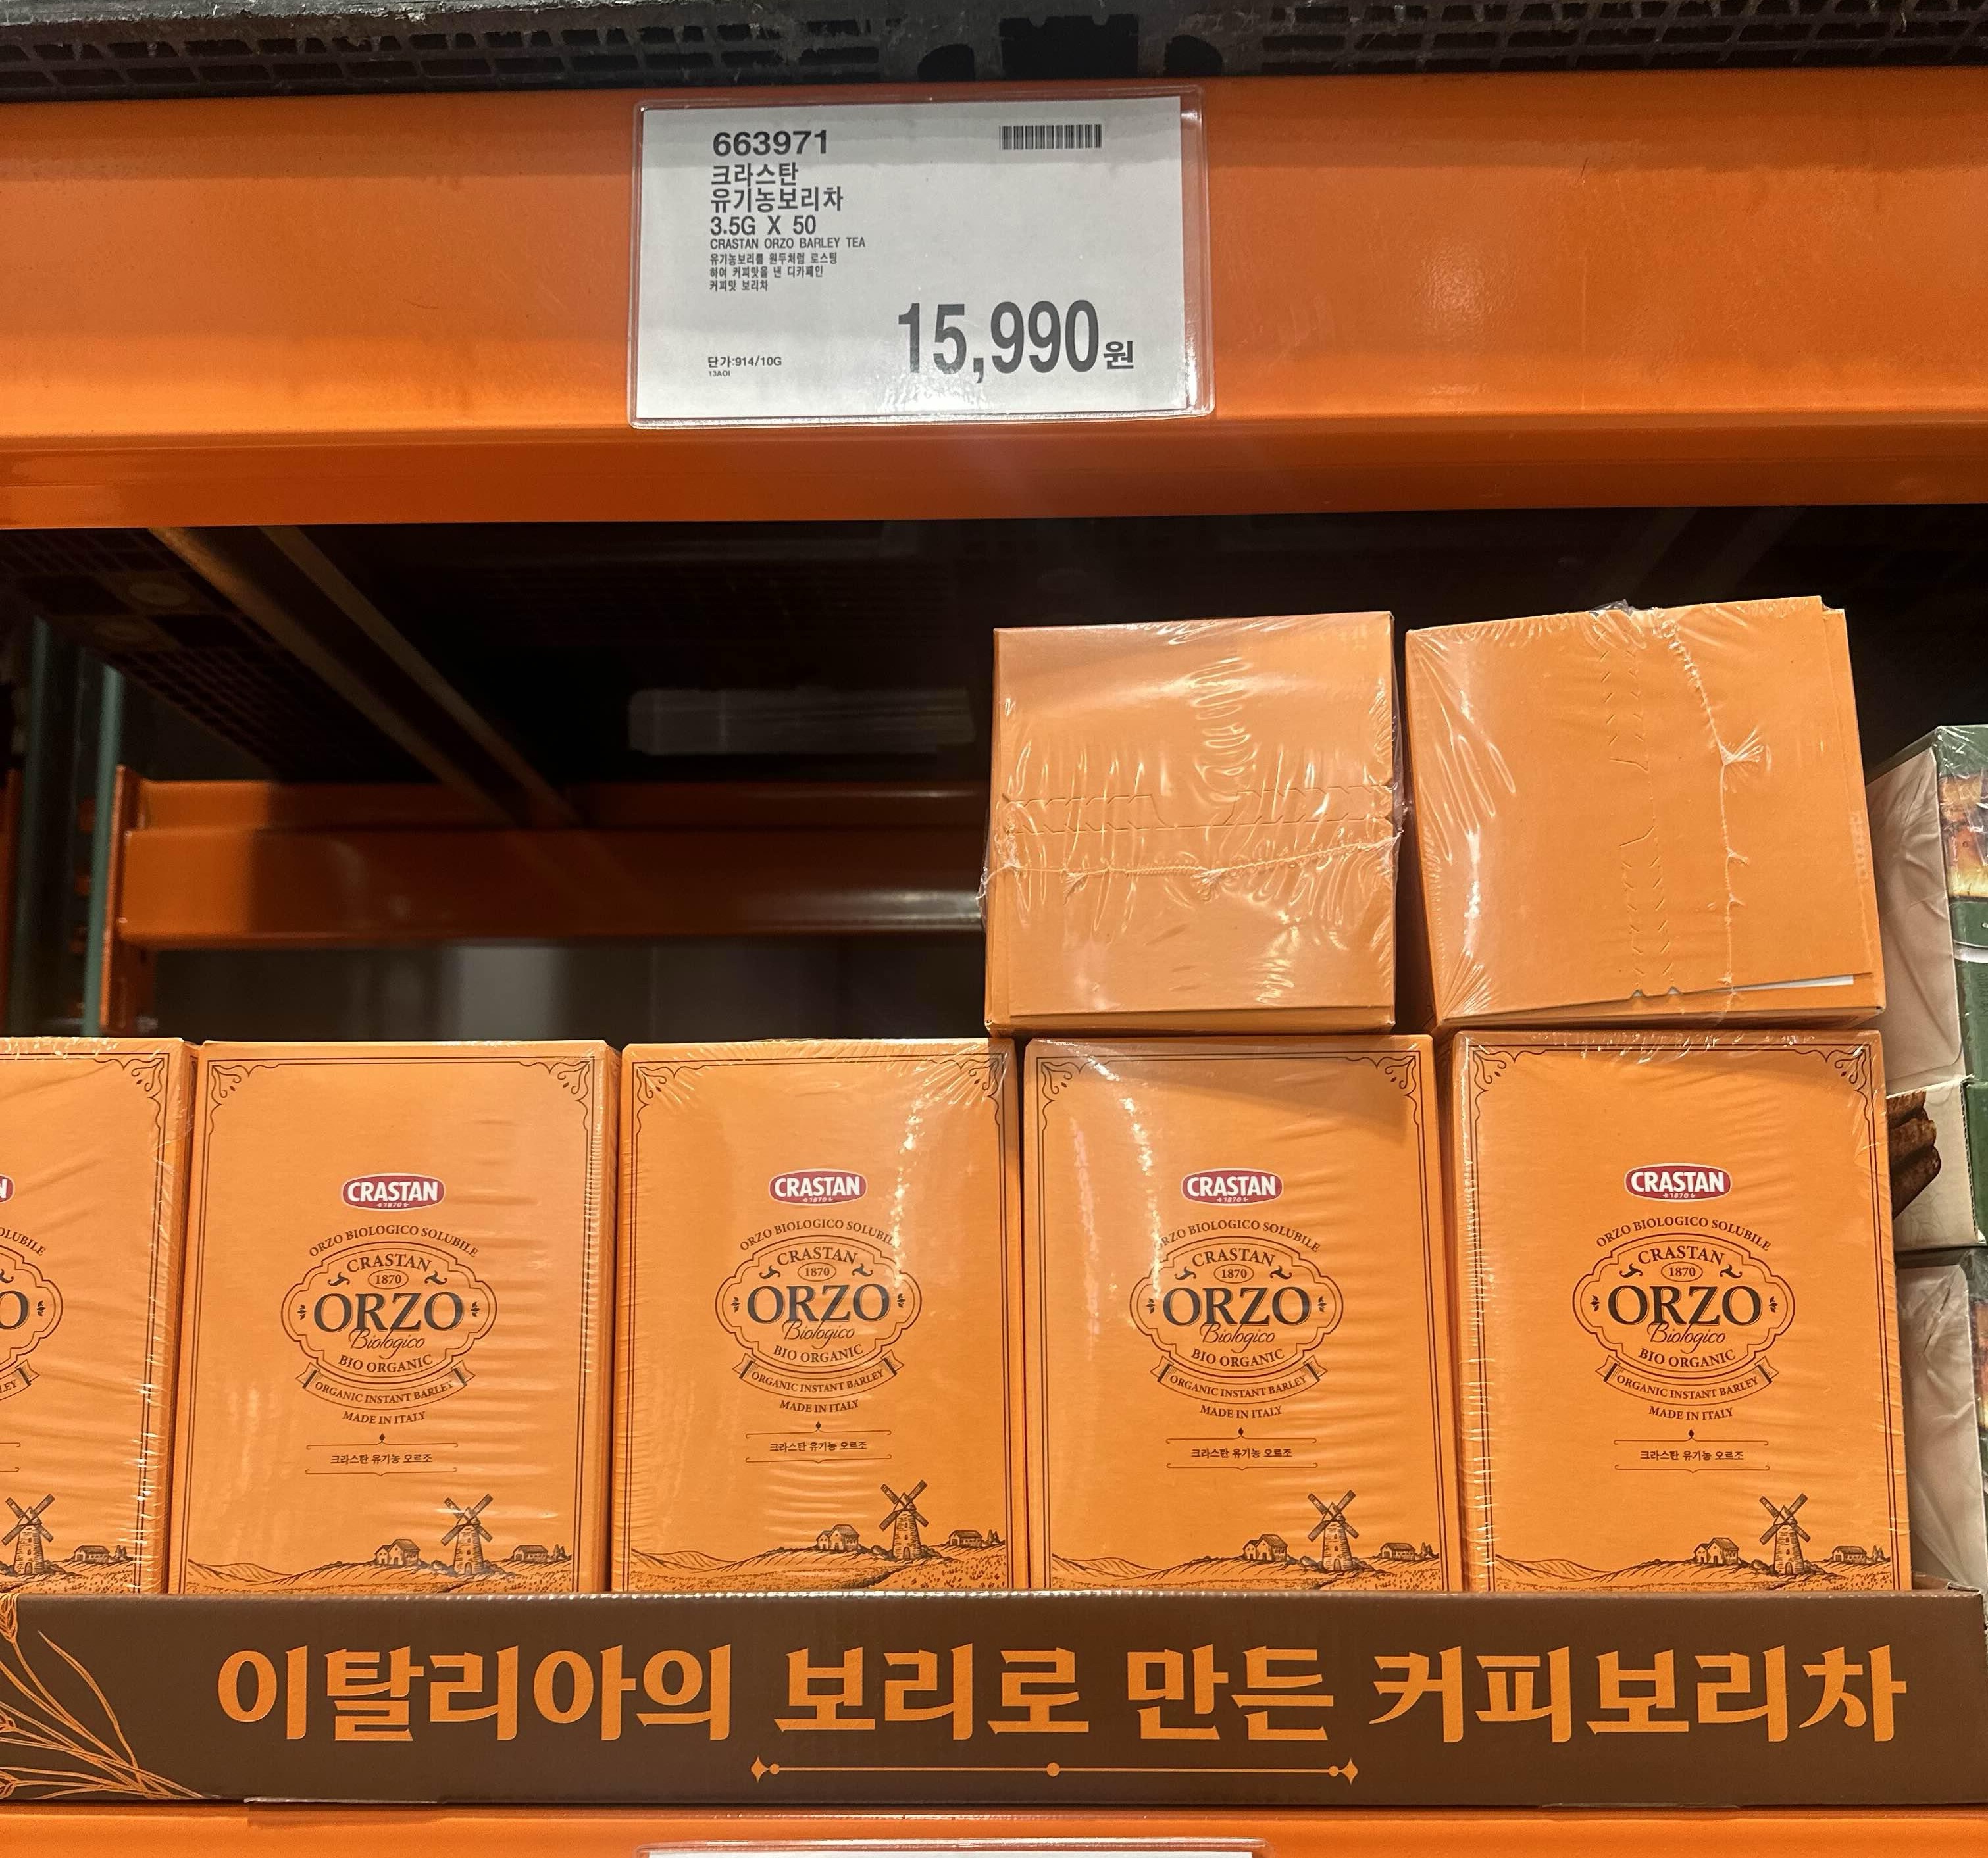 663971
크라스탄
유기농보리차
3.5G X 50
CRASTAN ORZO BARLEY TEA
유기농보리를 원두처럼 로스팅
하여 커피맛을 낸 디카페인
커피맛 보리차
15,990원
단가:914/10G
13AOI
N
OLUBILE
O
LEY
CRASTAN
1870
ORZO BIOLOGICO SOLUBILE
CRASTAN
1870
ORZO
Biologico
BIO ORGANIC
ORGANIC INSTANT BARLEY
MADE IN ITALY
크라스탄 유기농 오르조
CRASTAN
1870
ORZO BIOLOGICO SOLUBILE
CRASTAN
1870
ORZO
Biologico
BIO ORGANIC
ORGANIC INSTANT BARLEY
MADE IN ITALY
크라스탄 유기농 오르조
CRASTAN
1870
ORZO BIOLOGICO SOLUBILE
CRASTAN
1870
ORZO
Biologico
BIO ORGANIC
ORGANIC INSTANT BARLEY
MADE IN ITALY
크라스탄 유기농 오르조
CRASTAN
1870
ORZO BIOLOGICO SOLUBILE
CRASTAN
1870
ORZO
Biologico
BIO ORGANIC
ORGANIC INSTANT BARLEY
MADE IN ITALY
크라스탄 유기농 오르조
이탈리아의 보리로 만든 커피보리차